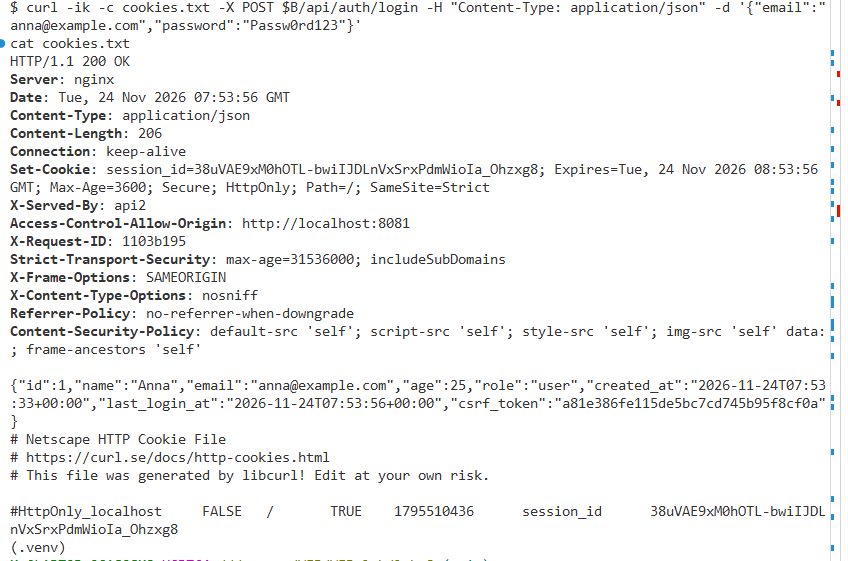 $ curl -ik -c cookies.txt -X POST $B/api/auth/login -H "Content-Type: application/json" -d '{"email":"
anna@example.com","password":"Passw0rd123"}'
cat cookies.txt
HTTP/1.1 200 OK
Server: nginx
Date: Tue, 24 Nov 2026 07:53:56 GMT
Content-Type: application/json
Content-Length: 206
Connection: keep-alive
Set-Cookie: session_id=38uVAE9xM0hOTL-bwiIJDLnVxSrxPdmWioIa_Ohzxg8; Expires=Tue, 24 Nov 2026 08:53:56
GMT; Max-Age=3600; Secure; HttpOnly; Path=/; SameSite=Strict
X-Served-By: api2
Access-Control-Allow-Origin: http://localhost:8081
X-Request-ID: 1103b195
Strict-Transport-Security: max-age=31536000; includeSubDomains
X-Frame-Options: SAMEORIGIN
X-Content-Type-Options: nosniff
Referrer-Policy: no-referrer-when-downgrade
Content-Security-Policy: default-src 'self'; script-src 'self'; style-src 'self'; img-src 'self' data:
; frame-ancestors 'self'
{"id":1,"name":"Anna","email":"anna@example.com","age":25,"role":"user","created_at":"2026-11-24T07:53
:33+00:00","last_login_at":"2026-11-24T07:53:56+00:00","csrf_token":"a81e386fe115de5bc7cd745b95f8cf0a"
}
# Netscape HTTP Cookie File
# https://curl.se/docs/http-cookies.html
# This file was generated by libcurl! Edit at your own risk.
#HttpOnly_localhost FALSE / TRUE 1795510436 session_id 38uVAE9xM0hOTL-bwiIJDL
nVxSrxPdmWioIa_Ohzxg8
(.venv)